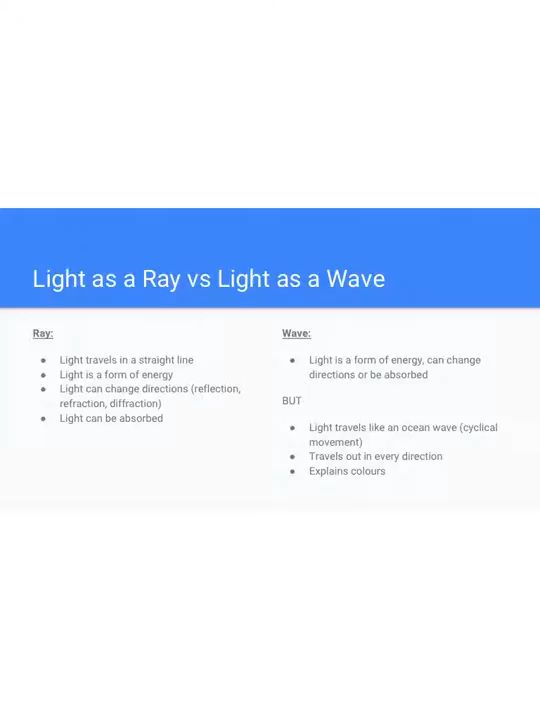 Light as a Ray vs Light as a Wave
Ray:
● Light travels in a straight line
● Light is a form of energy
● Light can change directions (reflection,
refraction, diffraction)
● Light can be absorbed
Wave:
● Light is a form of energy, can change
directions or be absorbed
BUT
● Light travels like an ocean wave (cyclical
movement)
● Travels out in every direction
● Explains colours